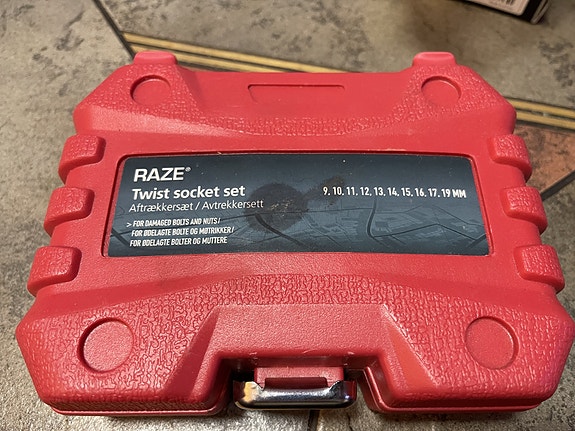 RAZE®
Twist socket set
Aftrækkersæt / Avtrekkersett
9, 10, 11, 12, 13, 14, 15, 16, 17, 19 MM
> FOR DAMAGED BOLTS AND NUTS/
FOR ØDELAGTE BOLTE OG MØTRIKKER/
FOR ØDELAGTE BOLTER OG MUTTERE